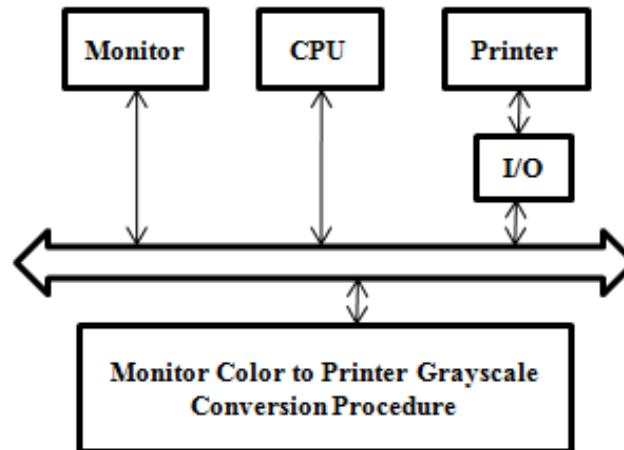 Monitor
CPU
Printer
I/O
Monitor Color to Printer Grayscale
Conversion Procedure